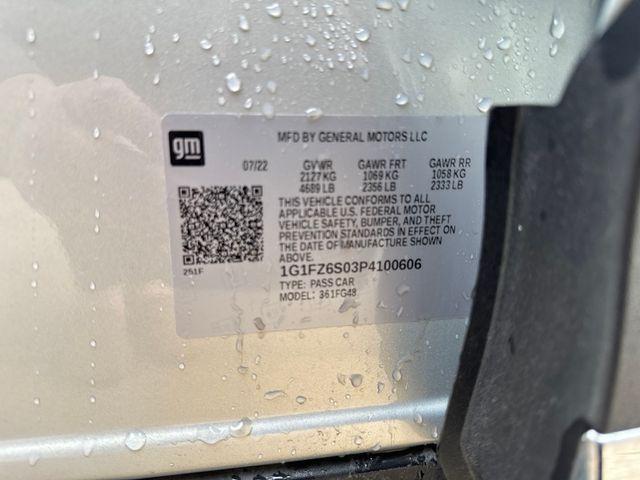 gm
MFD BY GENERAL MOTORS LLC
07/22 GVWR GAWR FRT GAWR RR
2127 KG 1069 KG 1058 KG
4689 LB 2356 LB 2333 LB
THIS VEHICLE CONFORMS TO ALL
APPLICABLE U.S. FEDERAL MOTOR
VEHICLE SAFETY, BUMPER, AND THEFT
PREVENTION STANDARDS IN EFFECT ON
THE DATE OF MANUFACTURE SHOWN
ABOVE.
251F
1G1FZ6S03P4100606
TYPE: PASS CAR
MODEL: 361FG48